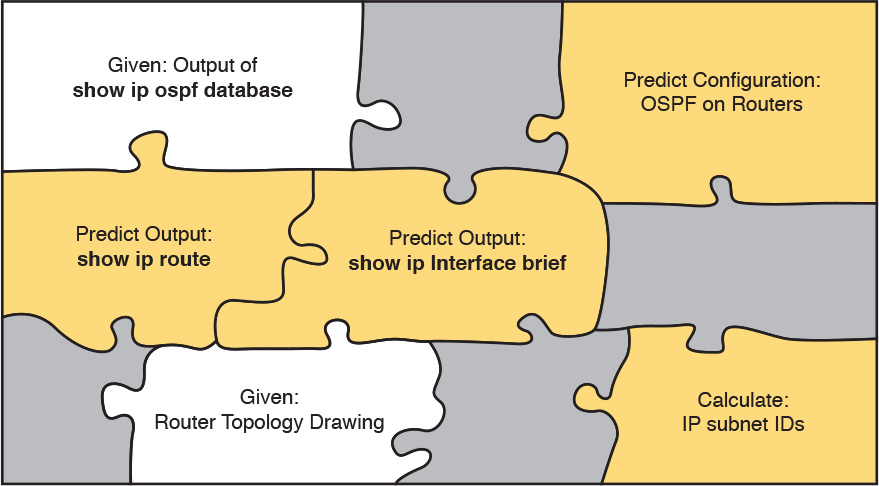 Given: Output of
show ip ospf database
Predict Configuration:
OSPF on Routers
Predict Output:
show ip route
Predict Output:
show ip Interface brief
Given:
Router Topology Drawing
Calculate:
IP subnet IDs